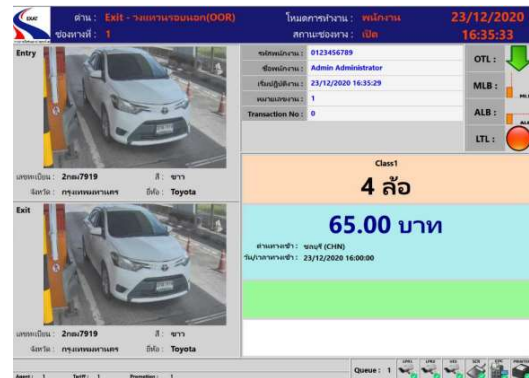 EXAT
ด่าน : Exit - วงแหวนรอบนอก(OOR)
ช่องทางที่ : 1
โหมดการทำงาน : พนักงาน
สถานะช่องทาง : เปิด
23/12/2020
16:35:33
Entry
เลขทะเบียน : 2กฒ7919 สี : ขาว
จังหวัด : กรุงเทพมหานคร ยี่ห้อ : Toyota
Exit
เลขทะเบียน : 2กฒ7919 สี : ขาว
จังหวัด : กรุงเทพมหานคร ยี่ห้อ : Toyota
รหัสพนักงาน : 0123456789
ชื่อพนักงาน : Admin Administrator
เริ่มปฏิบัติงาน : 23/12/2020 16:35:29
หมายเลขงาน : 1
Transaction No : 0
OTL :
MLB :
ALB :
LTL :
Class1
4 ล้อ
65.00 บาท
ด่านทางเข้า : ชลบุรี (CHN)
วัน/เวลาทางเข้า : 23/12/2020 16:00:00
Agent : 1 Tariff : 1 Promotion : 1
Queue : 1